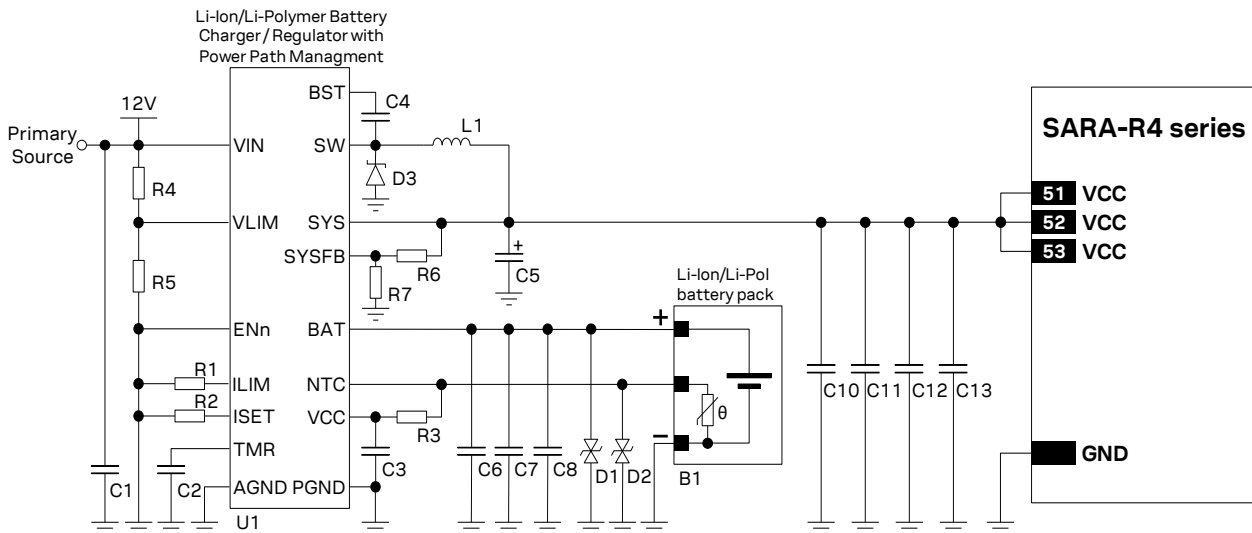 Li-Ion/Li-Polymer Battery
Charger / Regulator with
Power Path Managment
12V
Primary
Source
VIN
VLIM
ENn
ILIM
ISET
TMR
AGND
BST
SW
SYS
SYSFB
BAT
NTC
VCC
PGND
U1
R4
R5
R1
R2
C1
C2
C4
L1
D3
R6
R7
C5
+
R3
C3
C6
C7
C8
D1
D2
Li-Ion/Li-Pol
battery pack
+
θ
–
B1
C10
C11
C12
C13
SARA-R4 series
51 VCC
52 VCC
53 VCC
GND